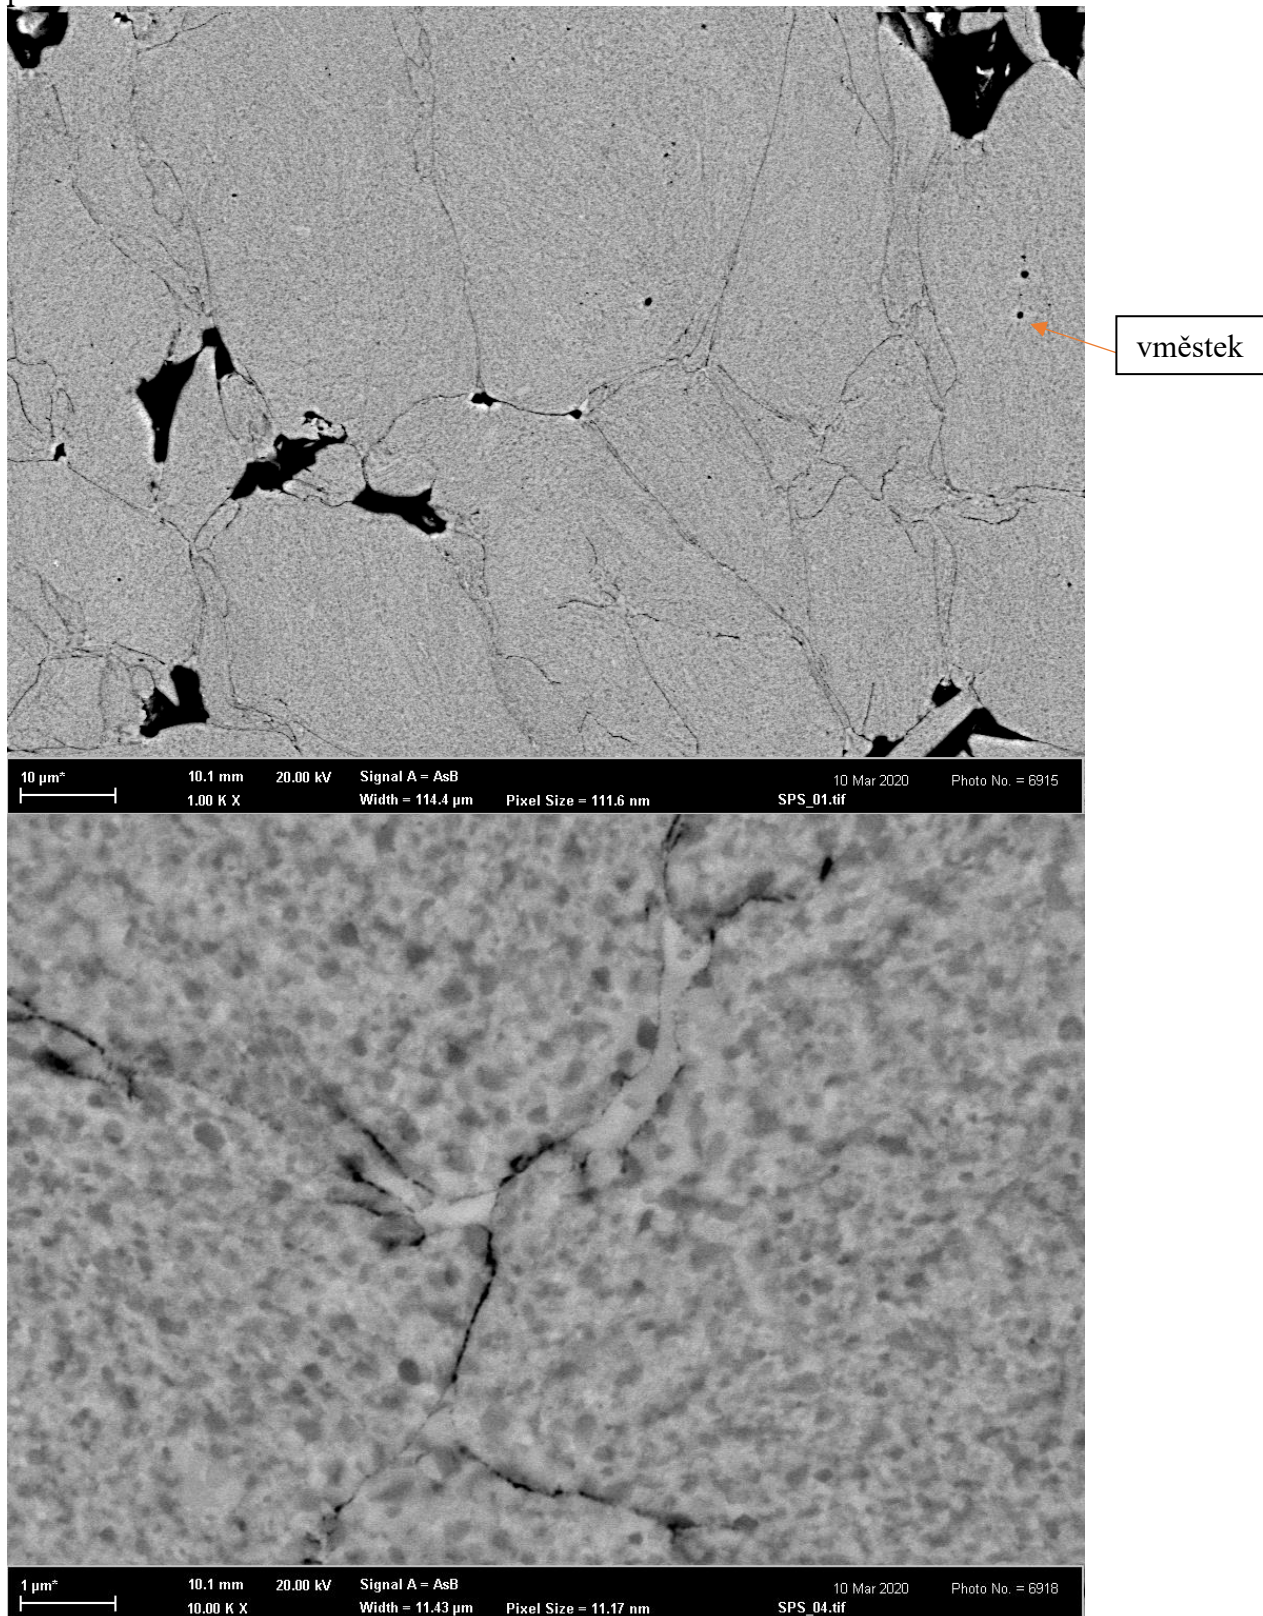 vměstek
10 µm*
10.1 mm 20.00 kV Signal A = AsB 10 Mar 2020 Photo No. = 6915
1.00 K X Width = 114.4 µm Pixel Size = 111.6 nm SPS_01.tif
1 µm*
10.1 mm 20.00 kV Signal A = AsB 10 Mar 2020 Photo No. = 6918
10.00 K X Width = 11.43 µm Pixel Size = 11.17 nm SPS_04.tif